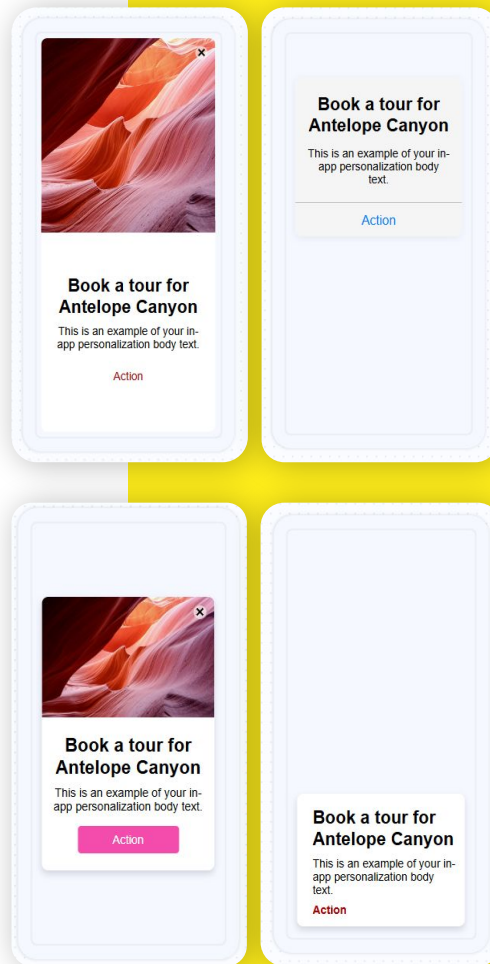 Book a tour for
Antelope Canyon
This is an example of your in-
app personalization body text.
Action
Book a tour for
Antelope Canyon
This is an example of your in-
app personalization body
text.
Action
Book a tour for
Antelope Canyon
This is an example of your in-
app personalization body text.
Action
Book a tour for
Antelope Canyon
This is an example of your in-
app personalization body
text.
Action